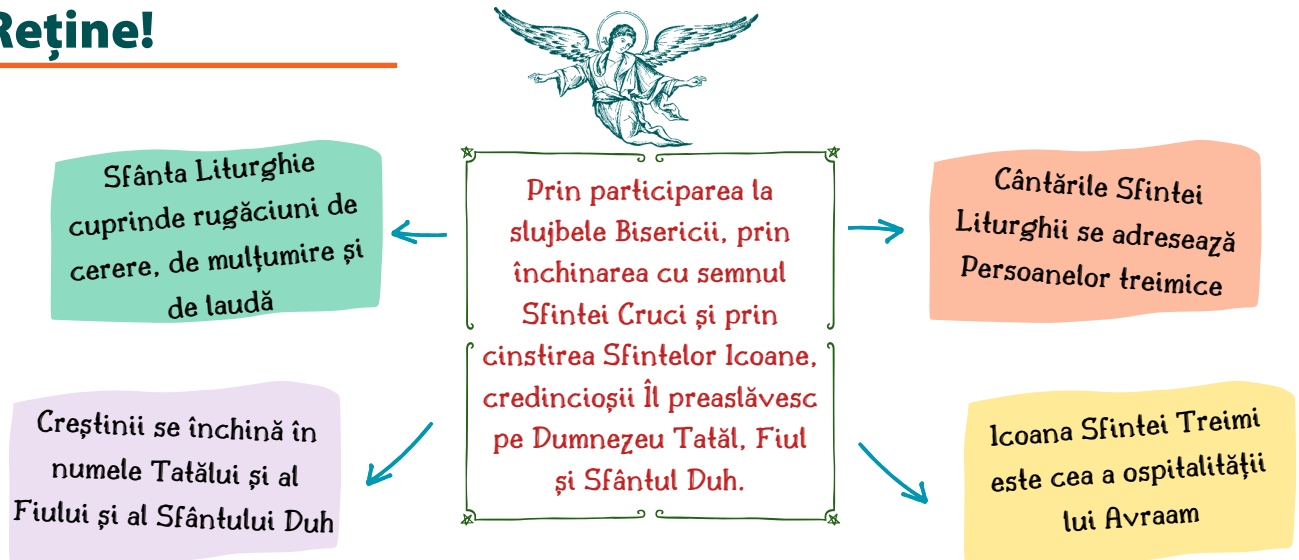 Reține!
Sfânta Liturghie
cuprinde rugăciuni de
cerere, de mulțumire și
de laudă
Prin participarea la
slujbele Bisericii, prin
închinarea cu semnul
Sfintei Cruci și prin
cinstirea Sfintelor Icoane,
credincioșii Îl preaslăvesc
pe Dumnezeu Tatăl, Fiul
și Sfântul Duh.
Cântările Sfintei
Liturghii se adresează
Persoanelor treimice
Creștinii se închină în
numele Tatălui și al
Fiului și al Sfântului Duh
Icoana Sfintei Treimi
este cea a ospitalității
lui Avraam